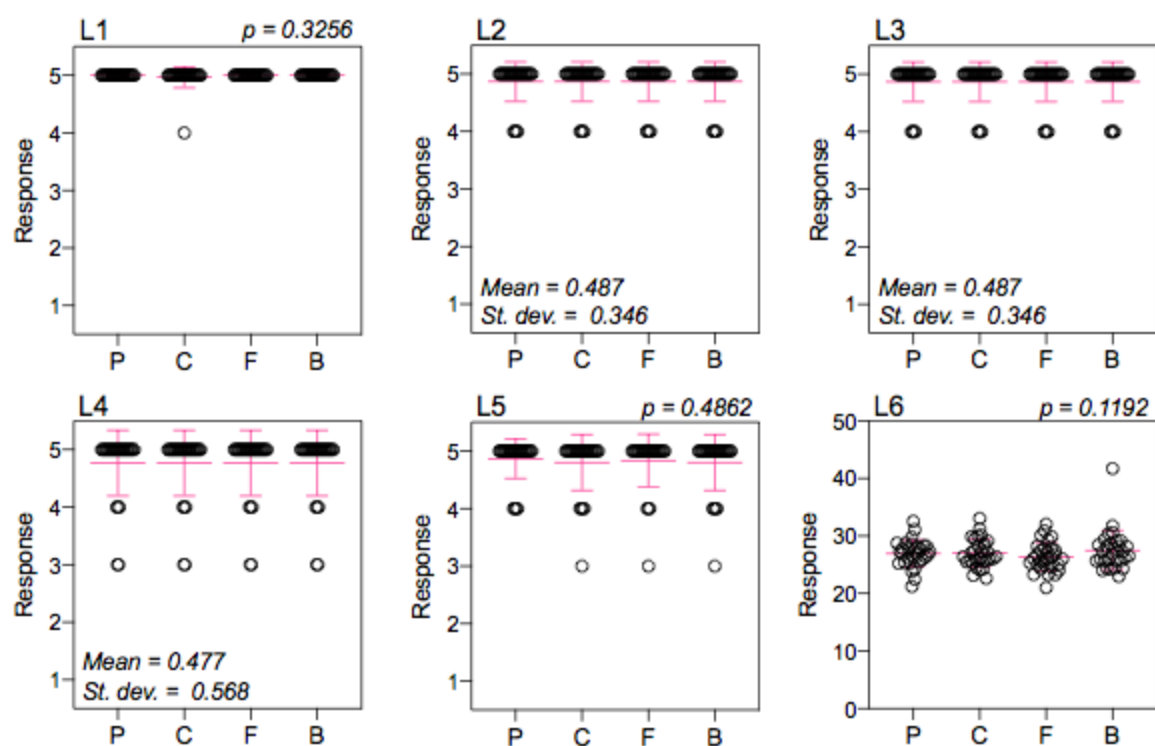 L1 p = 0.3256
Response
5
4
3
2
1
P C F B
L2
Response
5
4
3
2
1
Mean = 0.487
St. dev. = 0.346
P C F B
L3
Response
5
4
3
2
1
Mean = 0.487
St. dev. = 0.346
P C F B
L4
Response
5
4
3
2
1
Mean = 0.477
St. dev. = 0.568
P C F B
L5 p = 0.4862
Response
5
4
3
2
1
P C F B
L6 p = 0.1192
Response
50
40
30
20
10
0
P C F B